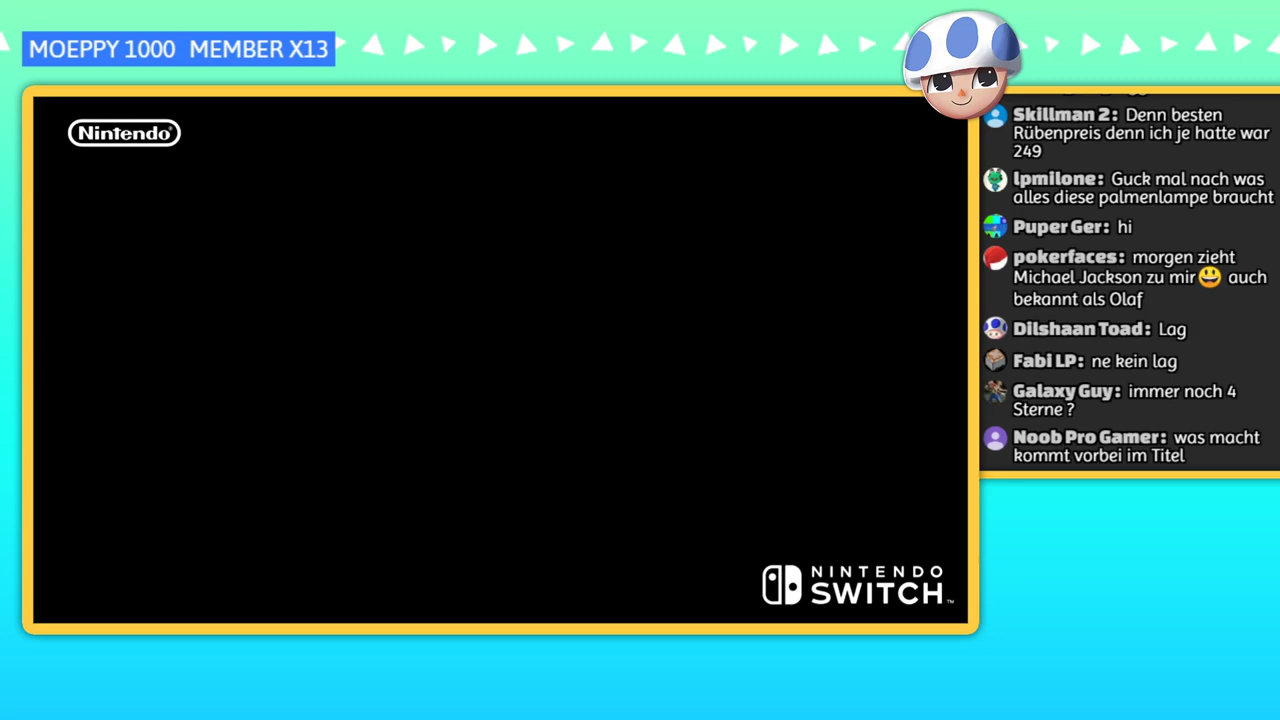 MOEPPY 1000 MEMBER X13
Nintendo
Skillman 2: Denn besten
Rübenpreis denn ich je hatte war
249
lpmilone: Guck mal nach was
alles diese palmenlampe braucht
Puper Ger: hi
pokerfaces: morgen zieht
Michael Jackson zu mir😃 auch
bekannt als Olaf
Dilshaan Toad: Lag
Fabi LP: ne kein lag
Galaxy Guy: immer noch 4
Sterne ?
Noob Pro Gamer: was macht
kommt vorbei im Titel
NINTENDO
SWITCH™